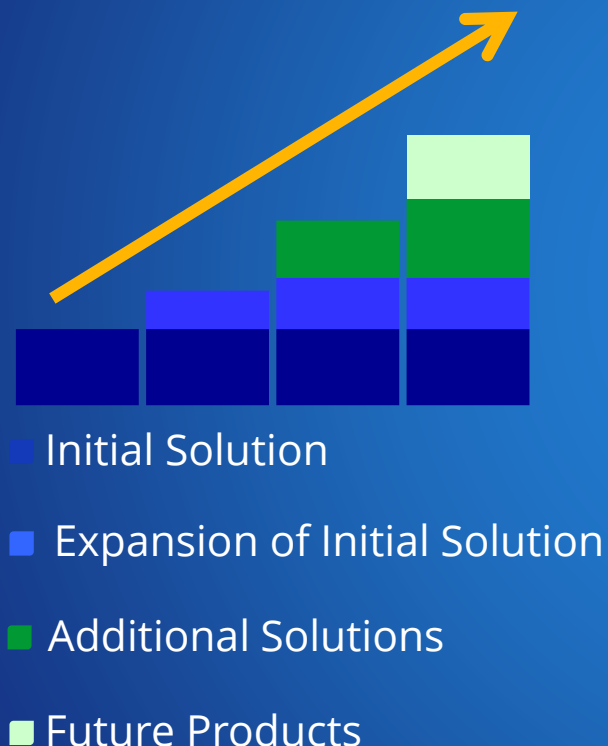 Initial Solution
Expansion of Initial Solution
Additional Solutions
Future Products